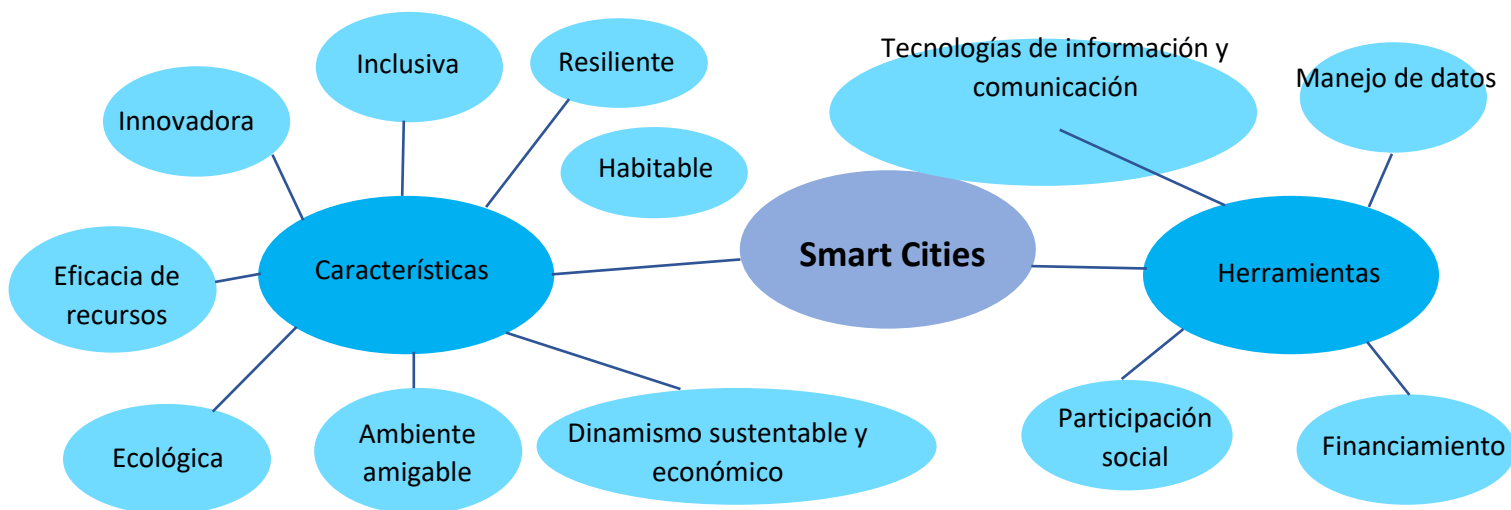 Tecnologías de información y
comunicación
Manejo de datos
Inclusiva
Resiliente
Innovadora
Habitable
Smart Cities
Características
Herramientas
Eficacia de
recursos
Participación
social
Financiamiento
Ecológica
Ambiente
amigable
Dinamismo sustentable y
económico